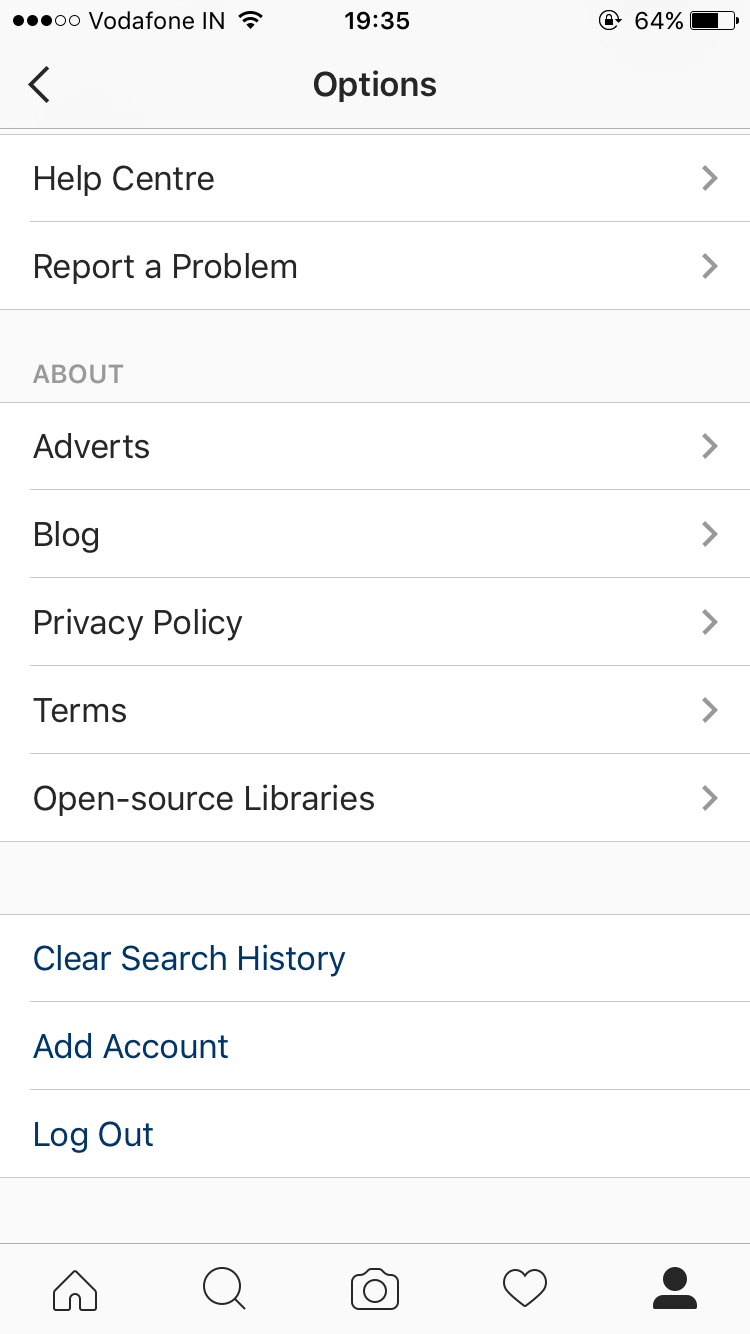 Vodafone IN 19:35 64%
Options
Help Centre
Report a Problem
ABOUT
Adverts
Blog
Privacy Policy
Terms
Open-source Libraries
Clear Search History
Add Account
Log Out